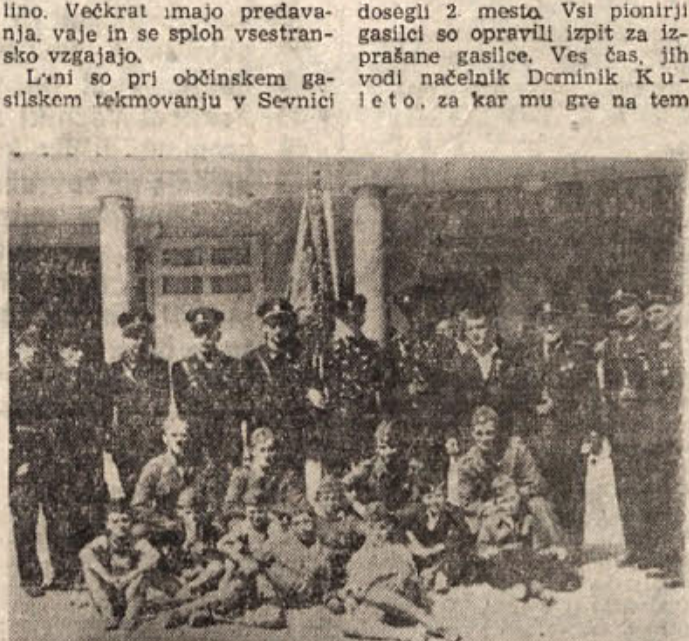 lino. Večkrat imajo predava-
nja, vaje in se sploh vsestran-
sko vzgajajo.
Lani so pri občinskem ga-
silskem tekmovanju v Sevnici
dosegli 2. mesto. Vsi pionirji
gasilci so opravili izpit za iz-
prašane gasilce. Ves čas, jih
vodi načelnik Dominik Ku-
leto, za kar mu gre na tem